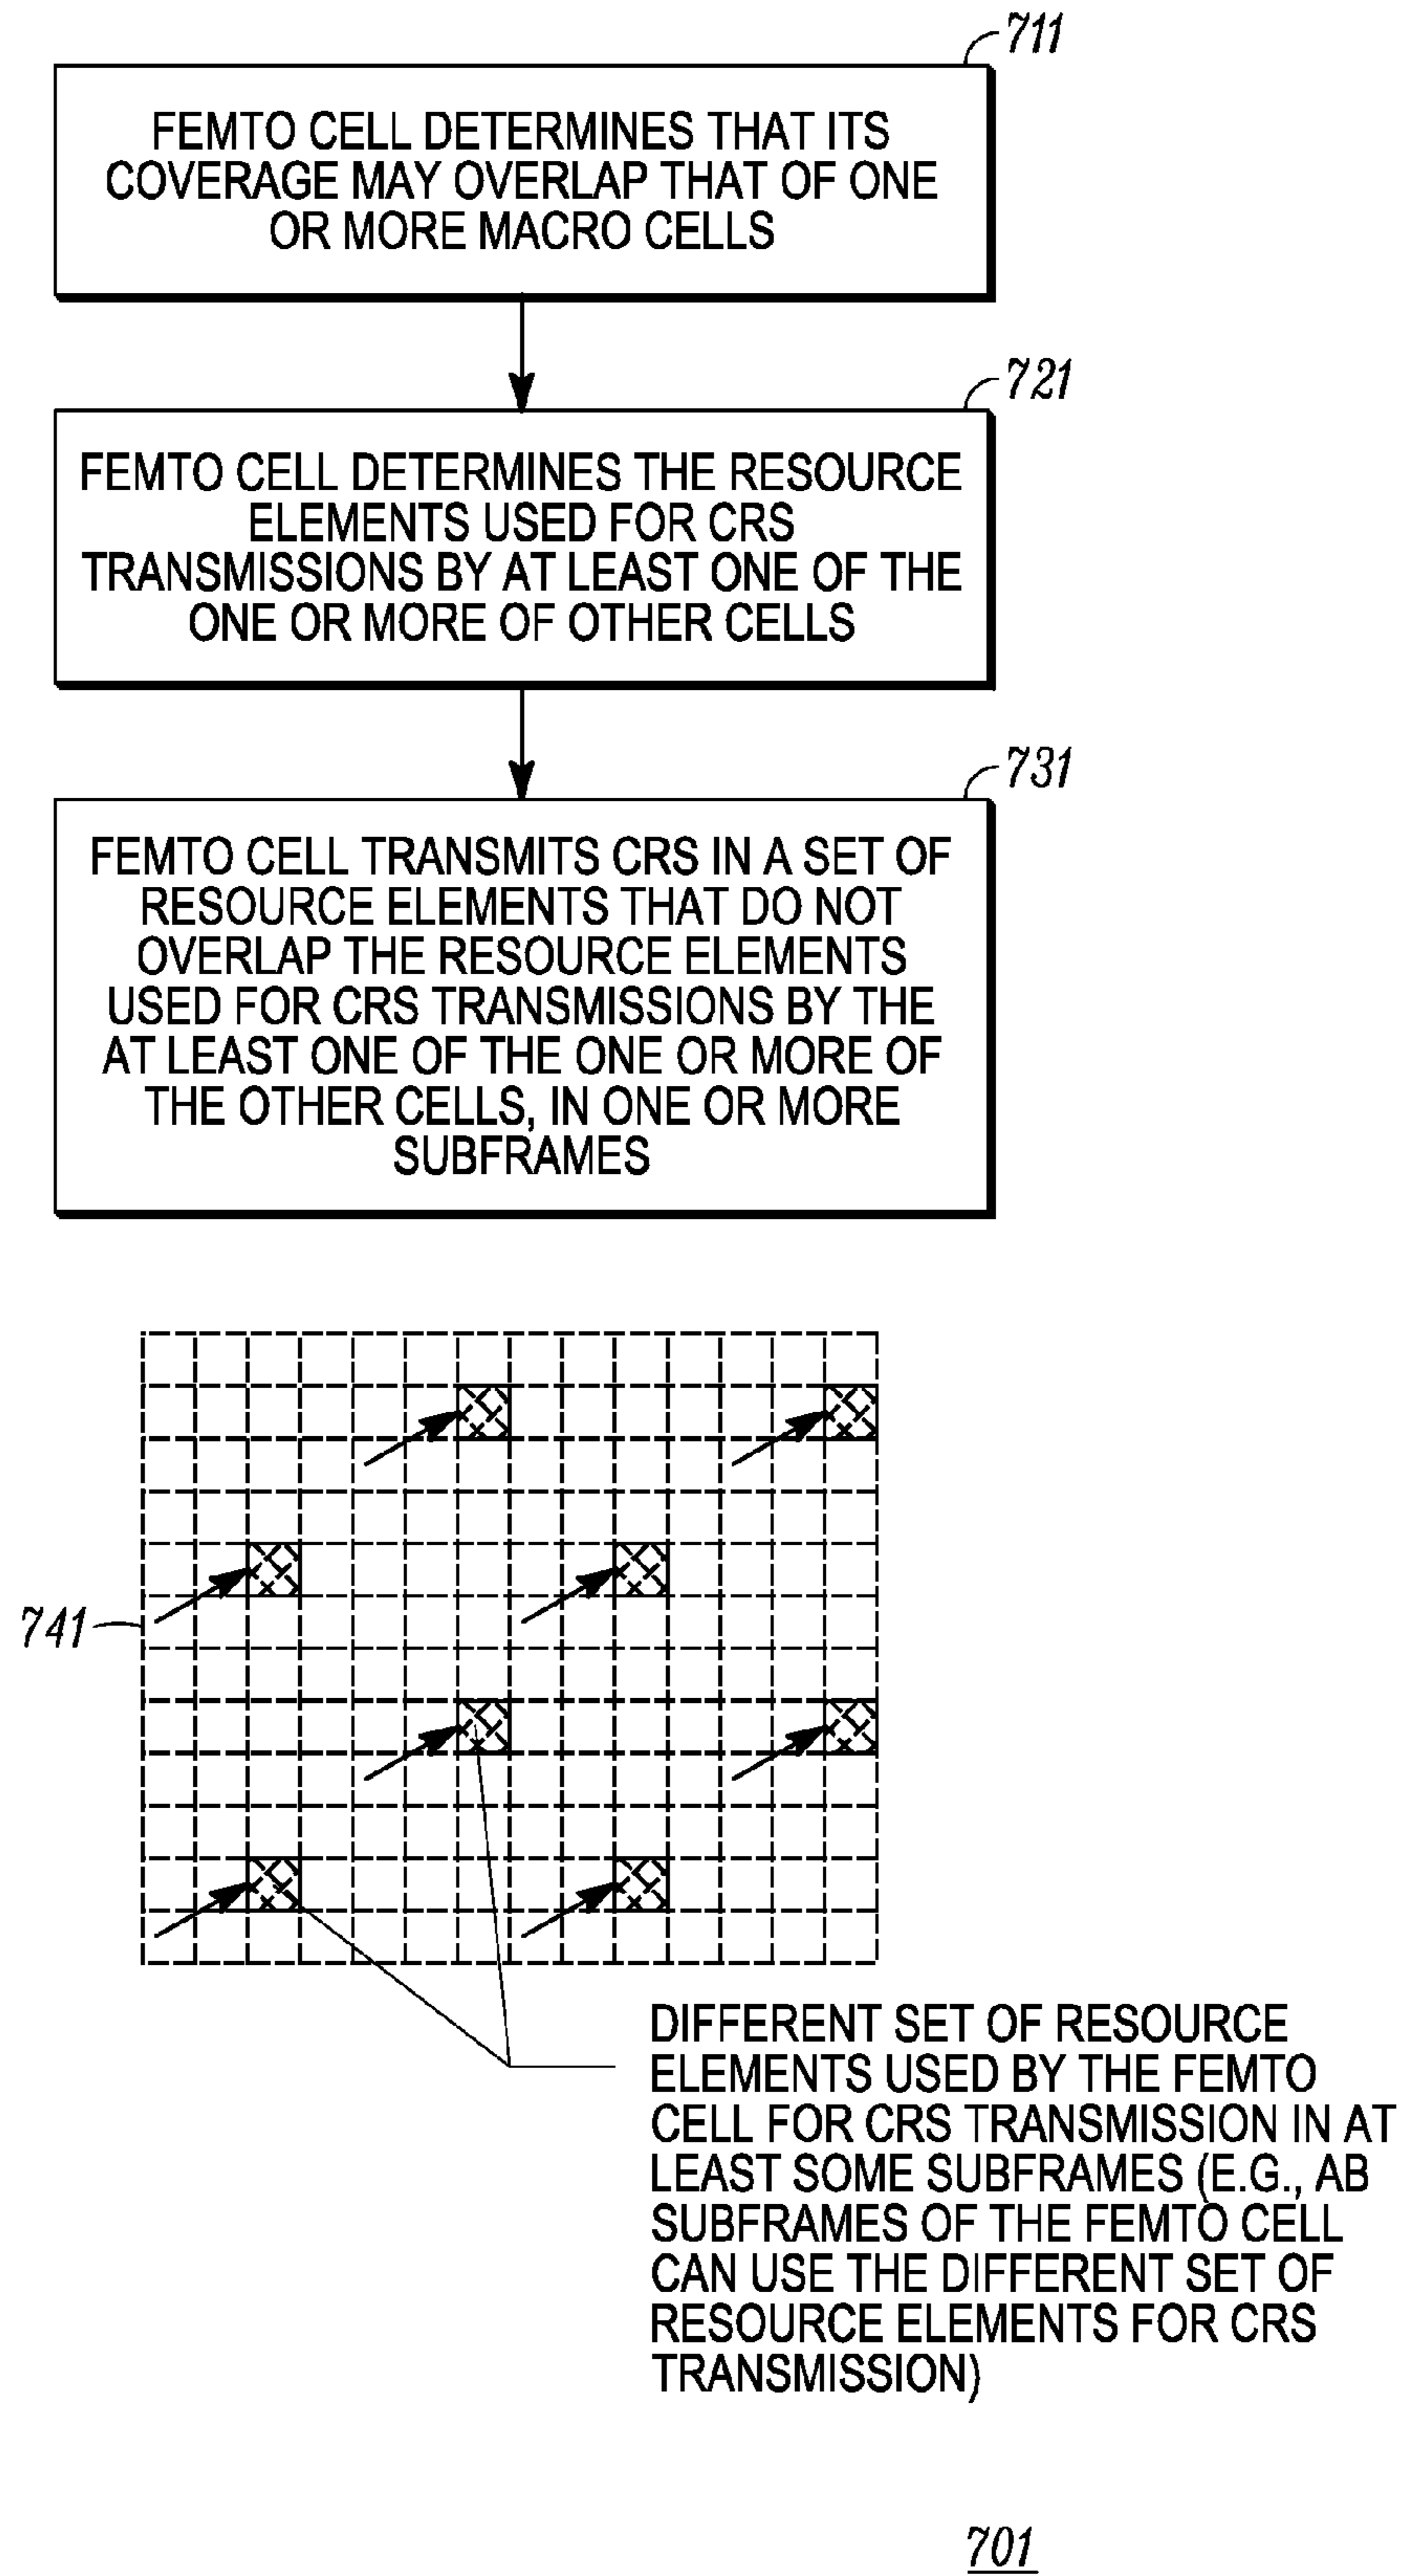 711
FEMTO CELL DETERMINES THAT ITS
COVERAGE MAY OVERLAP THAT OF ONE
OR MORE MACRO CELLS
721
FEMTO CELL DETERMINES THE RESOURCE
ELEMENTS USED FOR CRS
TRANSMISSIONS BY AT LEAST ONE OF THE
ONE OR MORE OF OTHER CELLS
731
FEMTO CELL TRANSMITS CRS IN A SET OF
RESOURCE ELEMENTS THAT DO NOT
OVERLAP THE RESOURCE ELEMENTS
USED FOR CRS TRANSMISSIONS BY THE
AT LEAST ONE OF THE ONE OR MORE OF
THE OTHER CELLS, IN ONE OR MORE
SUBFRAMES
741
DIFFERENT SET OF RESOURCE
ELEMENTS USED BY THE FEMTO
CELL FOR CRS TRANSMISSION IN AT
LEAST SOME SUBFRAMES (E.G., AB
SUBFRAMES OF THE FEMTO CELL
CAN USE THE DIFFERENT SET OF
RESOURCE ELEMENTS FOR CRS
TRANSMISSION)
701